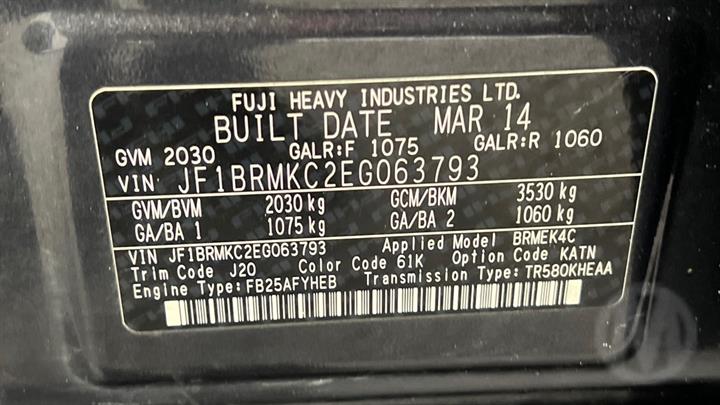 FUJI HEAVY INDUSTRIES LTD.
BUILT DATE MAR 14
GVM 2030 GALR:F 1075 GALR:R 1060
VIN JF1BRMKC2EG063793
GVM/BVM 2030 kg GCM/BKM 3530 kg
GA/BA 1 1075 kg GA/BA 2 1060 kg
VIN JF1BRMKC2EG063793 Applied Model BRMEK4C
Trim Code J20 Color Code 61K Option Code KATN
Engine Type: FB25AFYHEB Transmission Type: TR580KHEAA